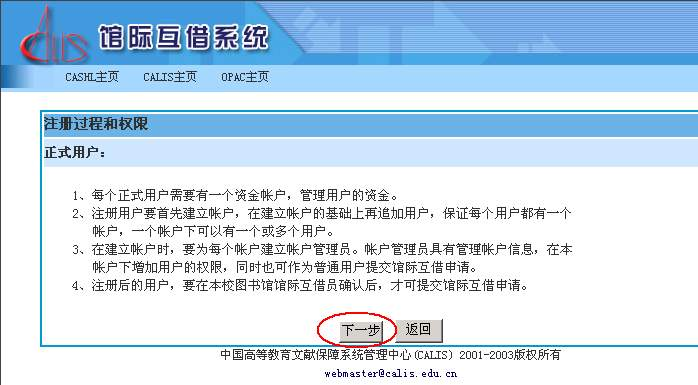 CALIS 馆际互借系统
CASHL主页 CALIS主页 OPAC主页
注册过程和权限
正式用户：
1、每个正式用户需要有一个资金帐户，管理用户的资金。
2、注册用户要首先建立帐户，在建立帐户的基础上再追加用户，保证每个用户都有一个
帐户，一个帐户下可以有一个或多个用户。
3、在建立帐户时，要为每个帐户建立帐户管理员。帐户管理员具有管理帐户信息，在本
帐户下增加用户的权限，同时也可作为普通用户提交馆际互借申请。
4、注册后的用户，要在本校图书馆馆际互借员确认后，才可提交馆际互借申请。
下一步 返回
中国高等教育文献保障系统管理中心(CALIS) 2001-2003版权所有
webmaster@calis.edu.cn